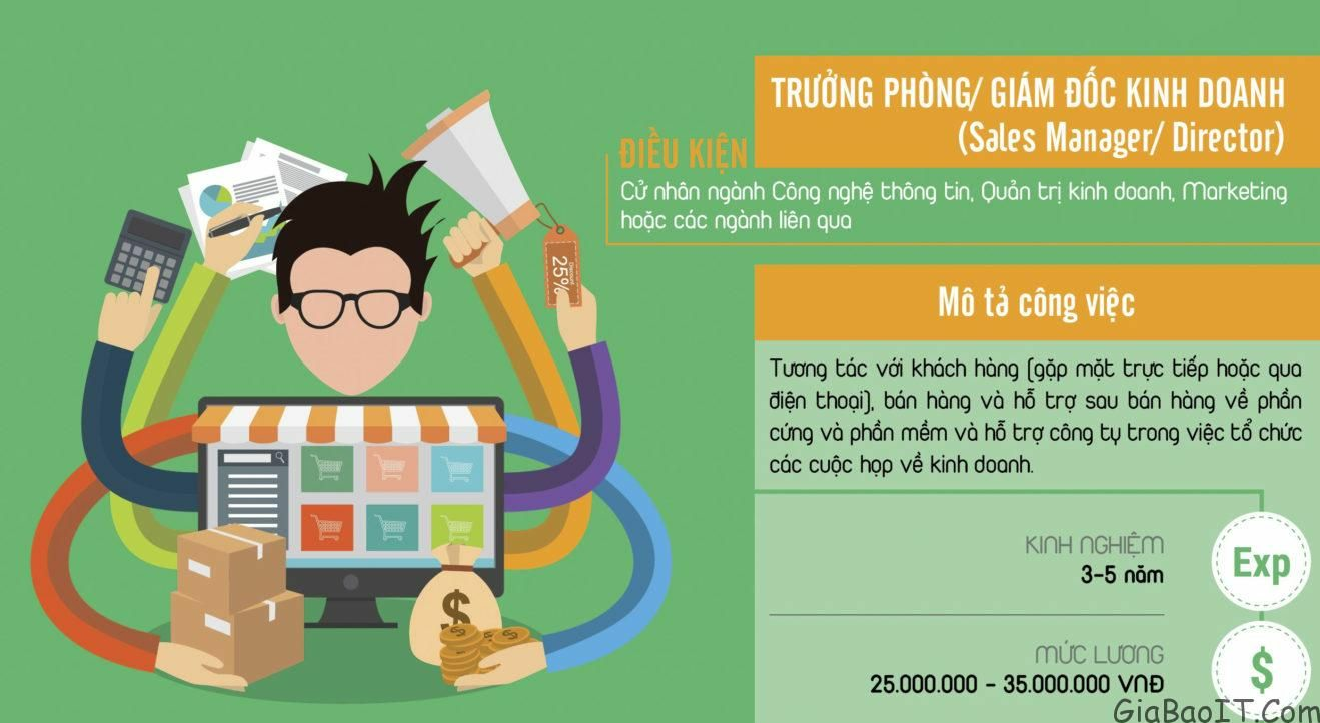 TRƯỞNG PHÒNG/ GIÁM ĐỐC KINH DOANH
(Sales Manager/ Director)
ĐIỀU KIỆN
Cử nhân ngành Công nghệ thông tin, Quản trị kinh doanh, Marketing
hoặc các ngành liên qua
25%
Discount
Mô tả công việc
Tương tác với khách hàng (gặp mặt trực tiếp hoặc qua
điện thoại), bán hàng và hỗ trợ sau bán hàng về phần
cứng và phần mềm và hỗ trợ công ty trong việc tổ chức
các cuộc họp về kinh doanh.
KINH NGHIỆM
3-5 năm
Exp
MỨC LƯƠNG
25.000.000 - 35.000.000 VNĐ
$
$
GiaBaoIT.Com